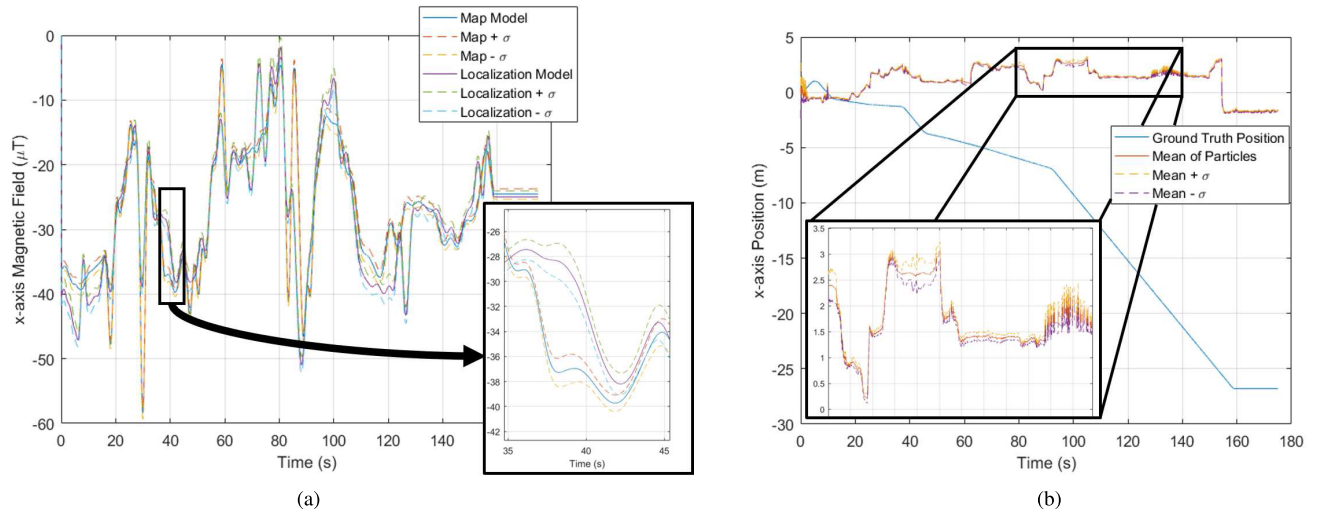 Map Model
Map + σ
Map - σ
Localization Model
Localization + σ
Localization - σ
0
-10
-20
-30
-40
-50
-60
x-axis Magnetic Field (μT)
0 20 40 60 80 100 120 140
Time (s)
-26
-28
-30
-32
-34
-36
-38
-40
-42
35 40 45
Time (s)
(a)
5
0
-5
-10
-15
-20
-25
-30
x-axis Position (m)
Ground Truth Position
Mean of Particles
Mean + σ
Mean - σ
3.5
3
2.5
2
1.5
1
0.5
0
0 20 40 60 80 100 120 140 160 180
Time (s)
(b)